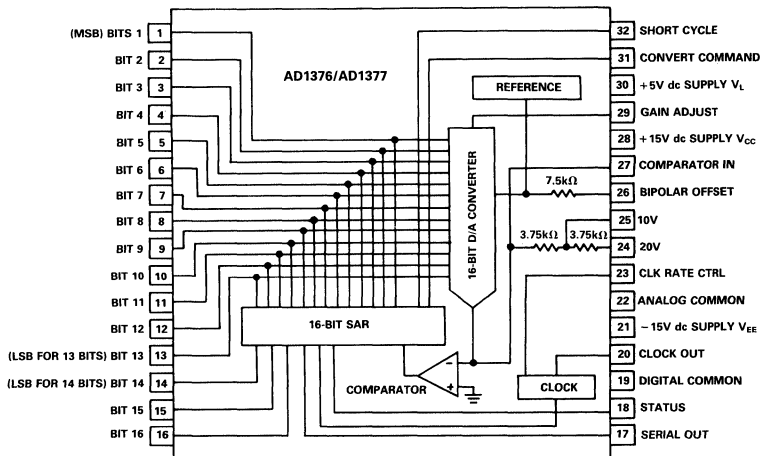 (MSB) BITS 1 1
BIT 2 2
BIT 3 3
BIT 4 4
BIT 5 5
BIT 6 6
BIT 7 7
BIT 8 8
BIT 9 9
BIT 10 10
BIT 11 11
BIT 12 12
(LSB FOR 13 BITS) BIT 13 13
(LSB FOR 14 BITS) BIT 14 14
BIT 15 15
BIT 16 16
AD1376/AD1377
REFERENCE
16-BIT D/A CONVERTER
7.5kΩ
3.75kΩ 3.75kΩ
16-BIT SAR
COMPARATOR
−
+
CLOCK
32 SHORT CYCLE
31 CONVERT COMMAND
30 +5V dc SUPPLY VL
29 GAIN ADJUST
28 +15V dc SUPPLY VCC
27 COMPARATOR IN
26 BIPOLAR OFFSET
25 10V
24 20V
23 CLK RATE CTRL
22 ANALOG COMMON
21 −15V dc SUPPLY VEE
20 CLOCK OUT
19 DIGITAL COMMON
18 STATUS
17 SERIAL OUT